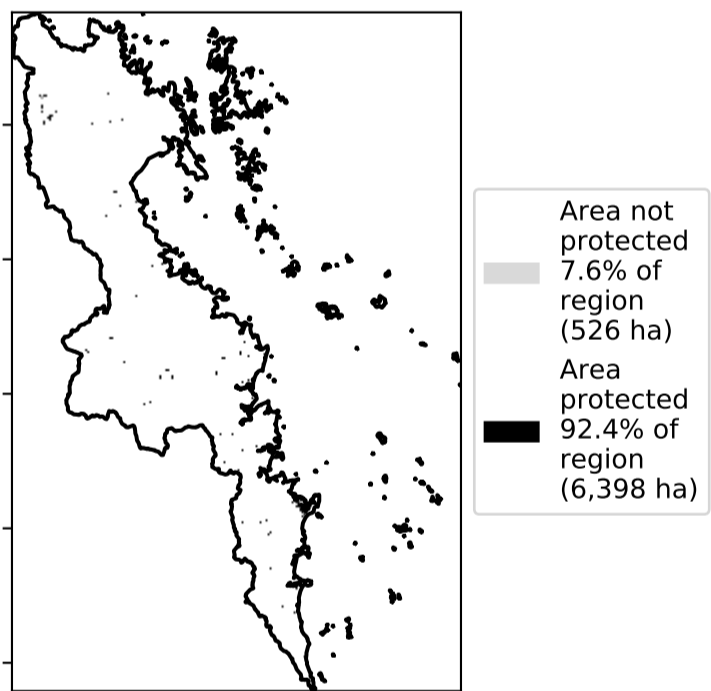 Area not
protected
7.6% of
region
(526 ha)
Area
protected
92.4% of
region
(6,398 ha)